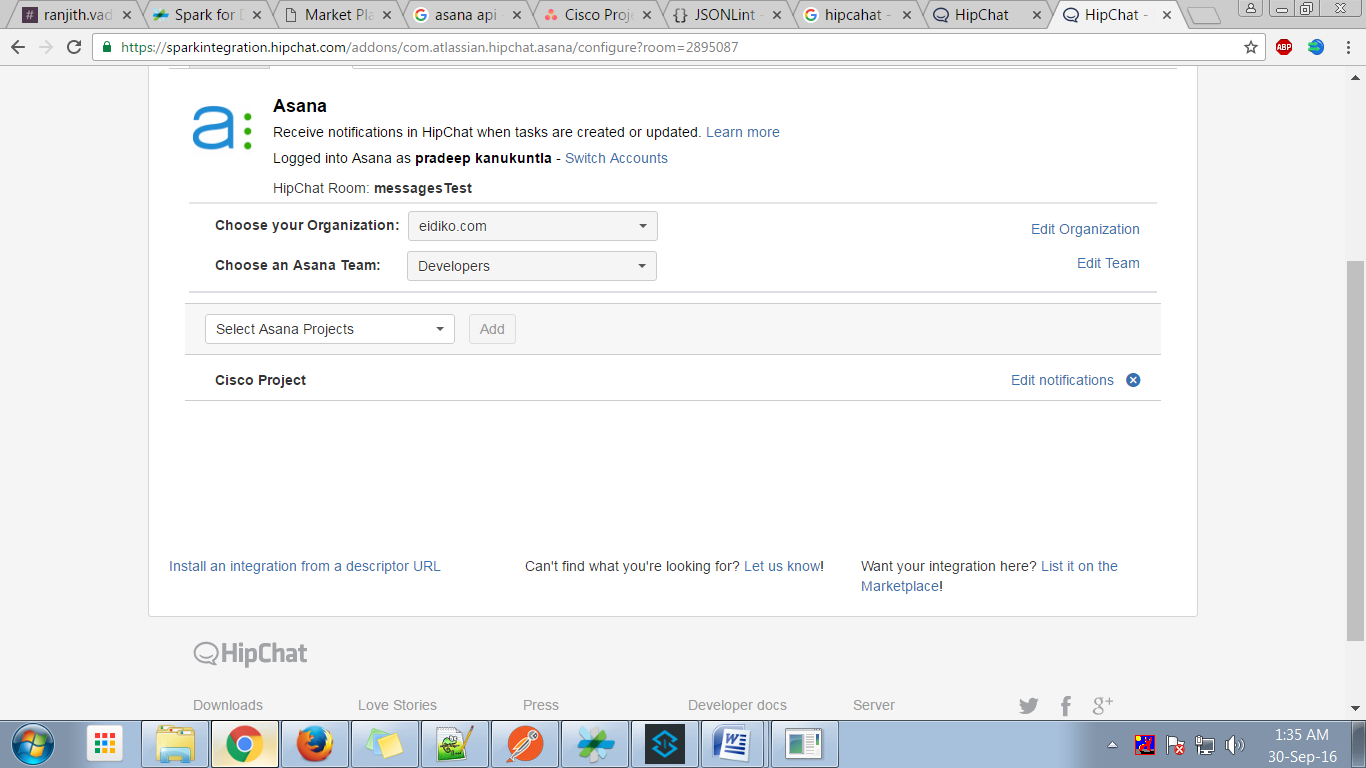 ranjith.vad
Spark for D
Market Pla
asana api
Cisco Proje
JSONLint -
hipcahat -
HipChat
HipChat -
https://sparkintegration.hipchat.com/addons/com.atlassian.hipchat.asana/configure?room=2895087
ABP
a:
Asana
Receive notifications in HipChat when tasks are created or updated. Learn more
Logged into Asana as pradeep kanukuntla - Switch Accounts
HipChat Room: messagesTest
Choose your Organization: eidiko.com
Edit Organization
Choose an Asana Team: Developers
Edit Team
Select Asana Projects Add
Cisco Project Edit notifications
Install an integration from a descriptor URL
Can't find what you're looking for? Let us know!
Want your integration here? List it on the
Marketplace!
HipChat
Downloads Love Stories Press Developer docs Server
1:35 AM
30-Sep-16